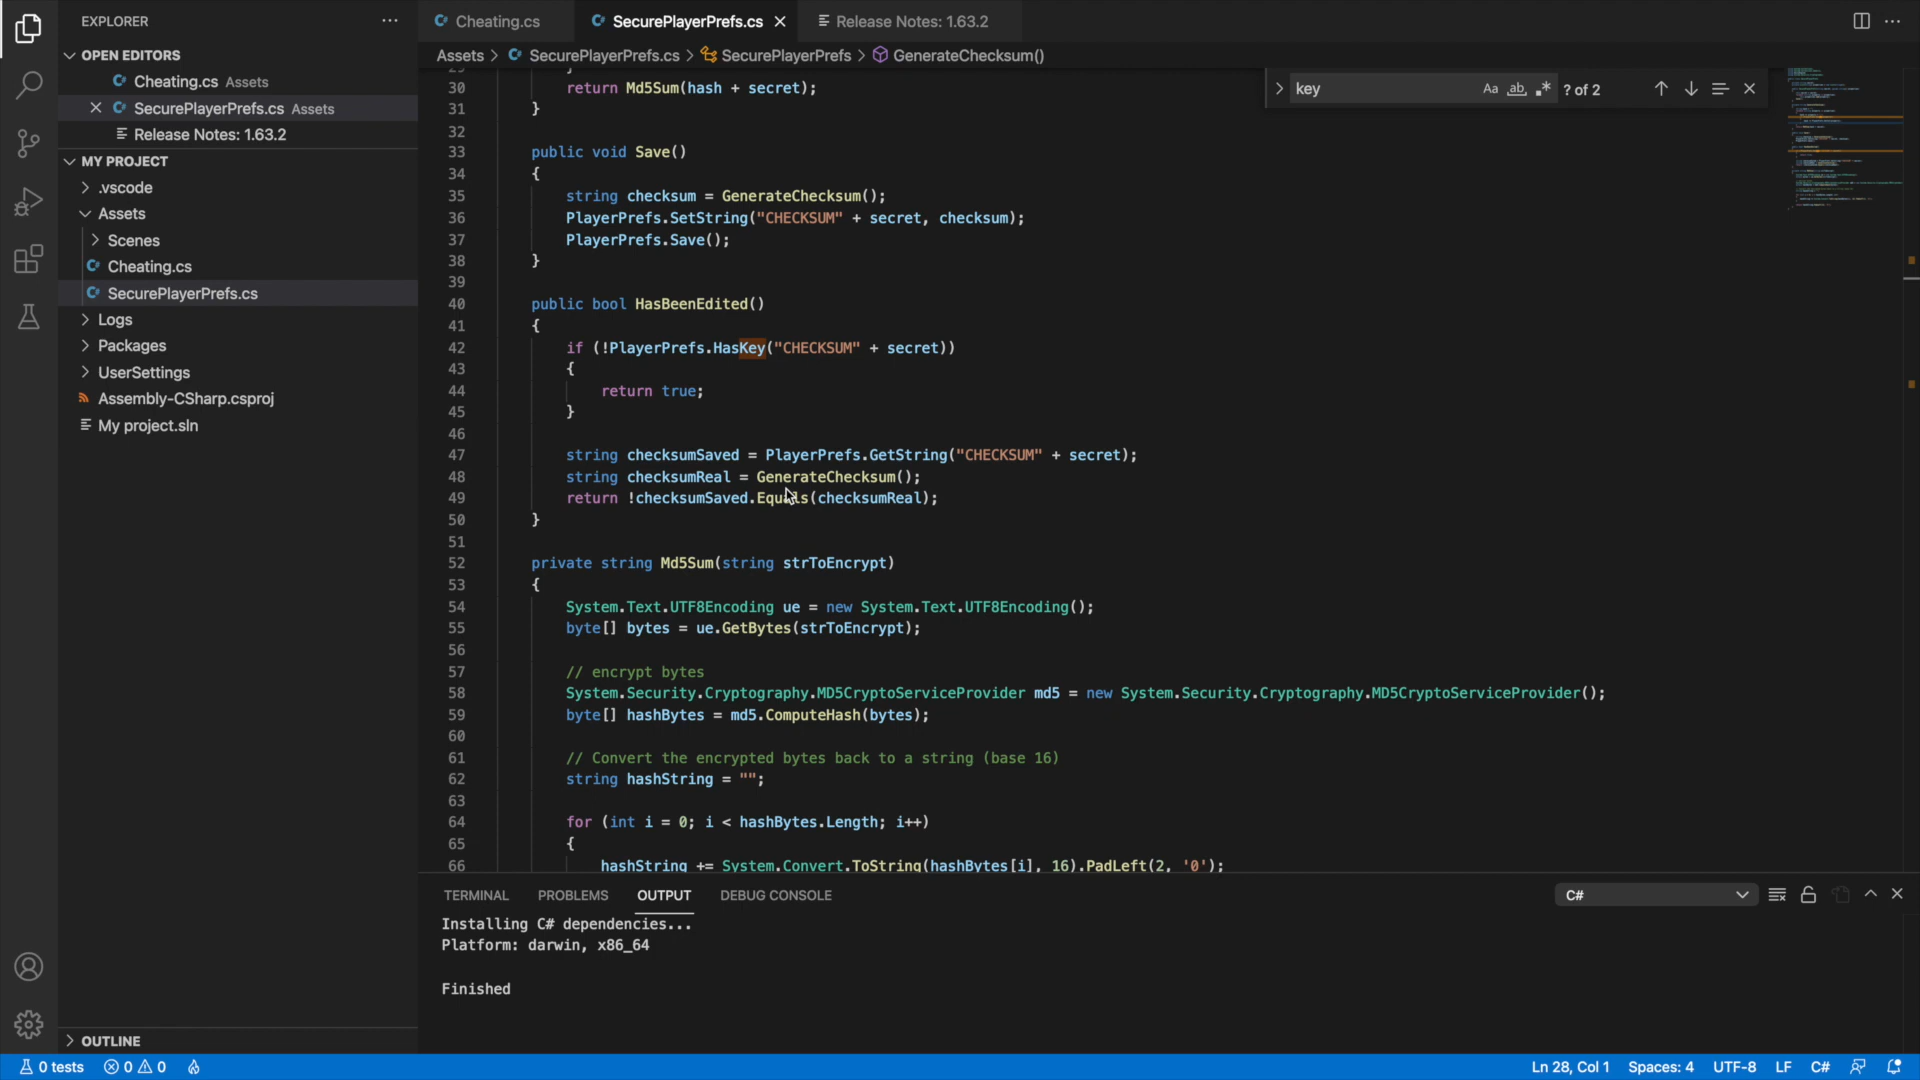 EXPLORER
OPEN EDITORS
Cheating.cs Assets
SecurePlayerPrefs.cs Assets
Release Notes: 1.63.2
MY PROJECT
.vscode
Assets
Scenes
Cheating.cs
SecurePlayerPrefs.cs
Logs
Packages
UserSettings
Assembly-CSharp.csproj
My project.sln
OUTLINE
Cheating.cs SecurePlayerPrefs.cs Release Notes: 1.63.2
Assets > SecurePlayerPrefs.cs > SecurePlayerPrefs > GenerateChecksum()
key Aa ab ? of 2
30 return Md5Sum(hash + secret);
31 }
32
33 public void Save()
34 {
35 string checksum = GenerateChecksum();
36 PlayerPrefs.SetString("CHECKSUM" + secret, checksum);
37 PlayerPrefs.Save();
38 }
39
40 public bool HasBeenEdited()
41 {
42 if (!PlayerPrefs.HasKey("CHECKSUM" + secret))
43 {
44 return true;
45 }
46
47 string checksumSaved = PlayerPrefs.GetString("CHECKSUM" + secret);
48 string checksumReal = GenerateChecksum();
49 return !checksumSaved.Equals(checksumReal);
50 }
51
52 private string Md5Sum(string strToEncrypt)
53 {
54 System.Text.UTF8Encoding ue = new System.Text.UTF8Encoding();
55 byte[] bytes = ue.GetBytes(strToEncrypt);
56
57 // encrypt bytes
58 System.Security.Cryptography.MD5CryptoServiceProvider md5 = new System.Security.Cryptography.MD5CryptoServiceProvider();
59 byte[] hashBytes = md5.ComputeHash(bytes);
60
61 // Convert the encrypted bytes back to a string (base 16)
62 string hashString = "";
63
64 for (int i = 0; i < hashBytes.Length; i++)
65 {
66 hashString += System.Convert.ToString(hashBytes[i], 16).PadLeft(2, '0');
TERMINAL PROBLEMS OUTPUT DEBUG CONSOLE C#
Installing C# dependencies...
Platform: darwin, x86_64
Finished
0 tests 0 0 Ln 28, Col 1 Spaces: 4 UTF-8 LF C#